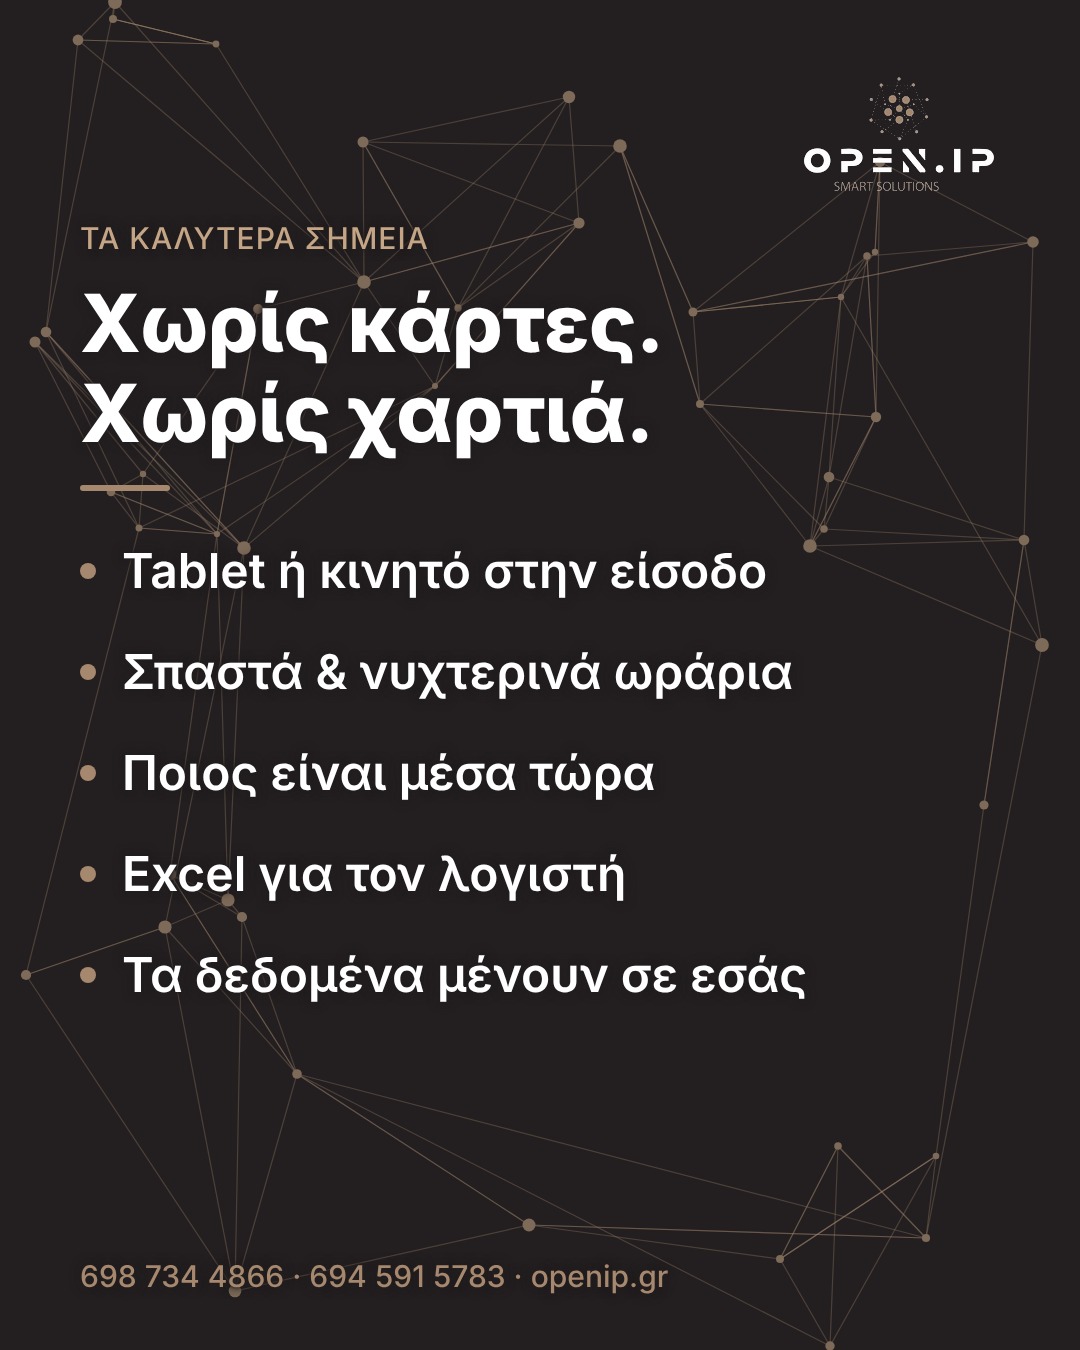 OPEN.IP
SMART SOLUTIONS
ΤΑ ΚΑΛΥΤΕΡΑ ΣΗΜΕΙΑ
Χωρίς κάρτες.
Χωρίς χαρτιά.
Tablet ή κινητό στην είσοδο
Σπαστά & νυχτερινά ωράρια
Ποιος είναι μέσα τώρα
Excel για τον λογιστή
Τα δεδομένα μένουν σε εσάς
698 734 4866 · 694 591 5783 · openip.gr